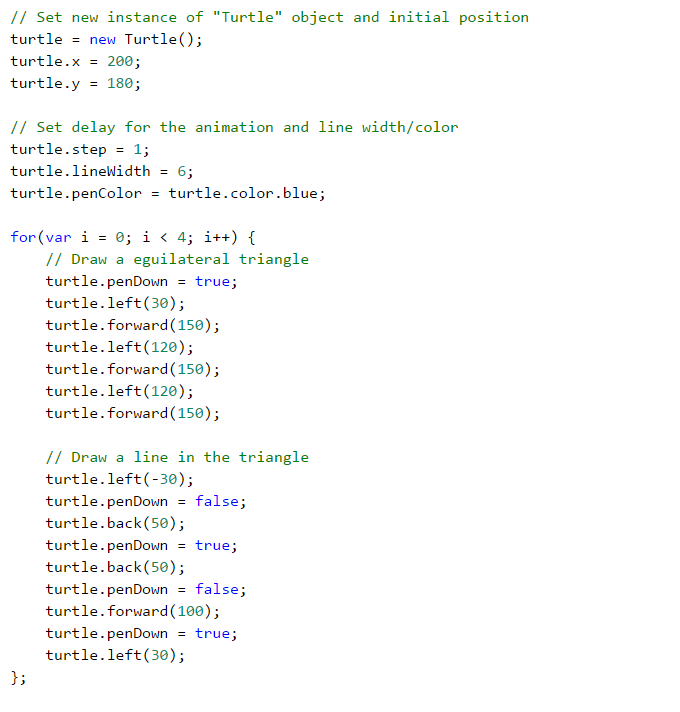 // Set new instance of "Turtle" object and initial position
turtle = new Turtle();
turtle.x = 200;
turtle.y = 180;

// Set delay for the animation and line width/color
turtle.step = 1;
turtle.lineWidth = 6;
turtle.penColor = turtle.color.blue;

for(var i = 0; i < 4; i++) {
    // Draw a eguilateral triangle
    turtle.penDown = true;
    turtle.left(30);
    turtle.forward(150);
    turtle.left(120);
    turtle.forward(150);
    turtle.left(120);
    turtle.forward(150);

    // Draw a line in the triangle
    turtle.left(-30);
    turtle.penDown = false;
    turtle.back(50);
    turtle.penDown = true;
    turtle.back(50);
    turtle.penDown = false;
    turtle.forward(100);
    turtle.penDown = true;
    turtle.left(30);
};